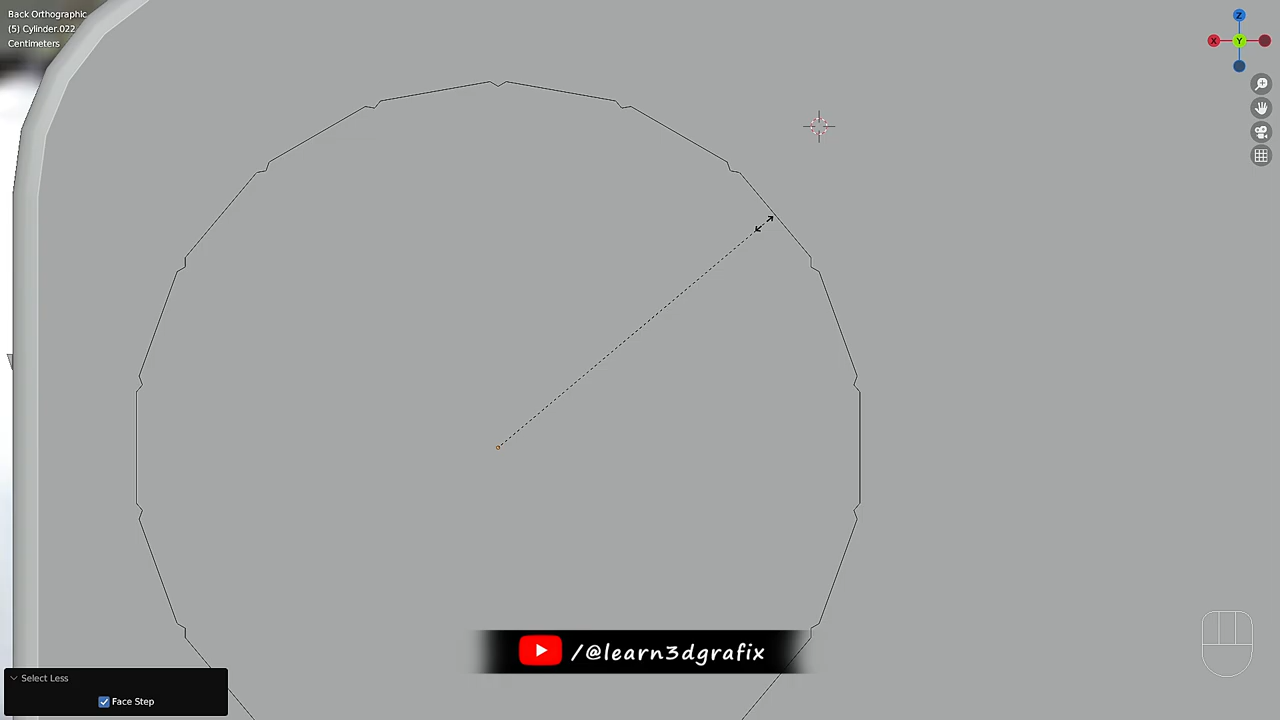 Back Orthographic
(5) Cylinder.022
Centimeters
Z
X
Y
/@learn3dgrafix
Select Less
Face Step